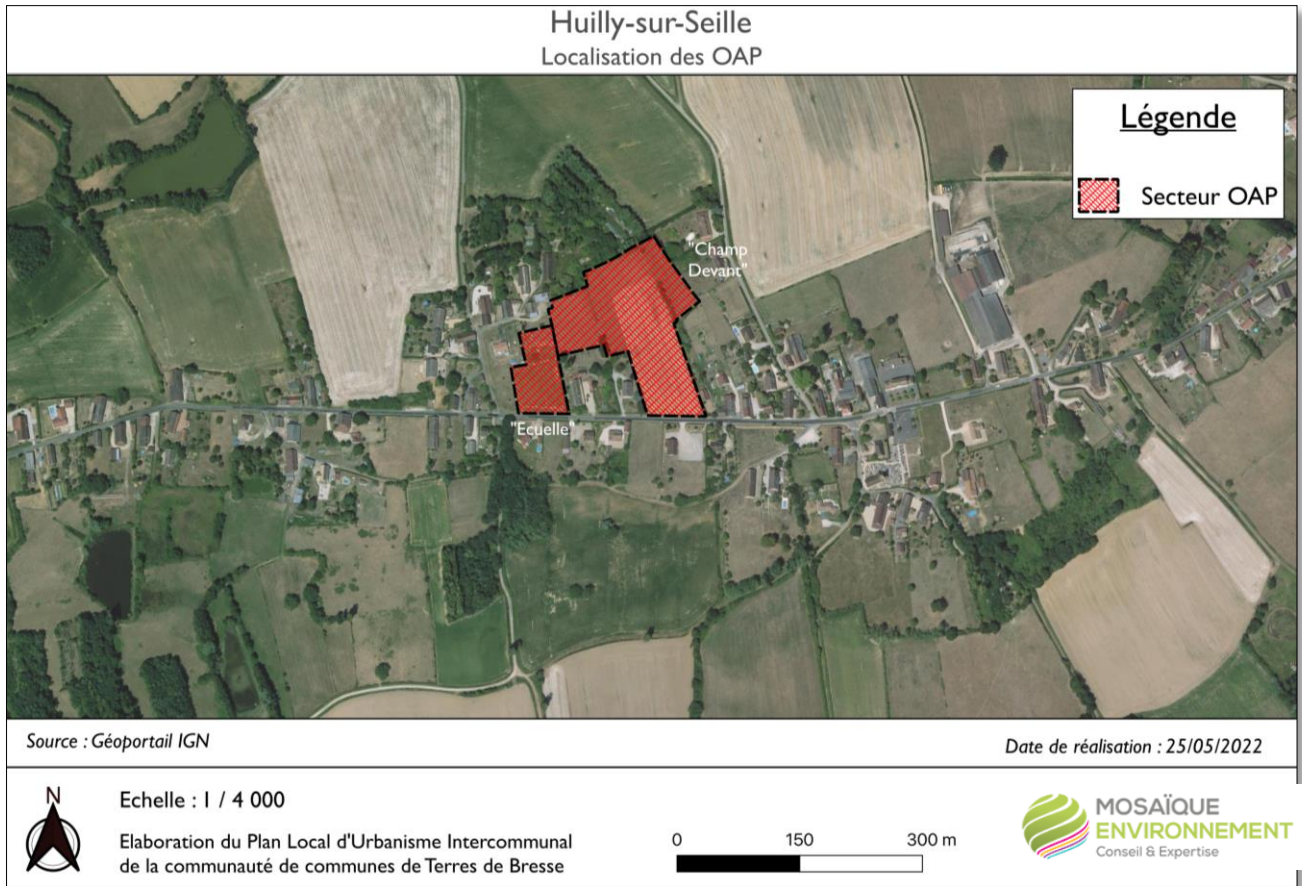 Huilly-sur-Seille
Localisation des OAP
Légende
Secteur OAP
"Champ
Devant"
"Ecuelle"
Source : Géoportail IGN
Date de réalisation : 25/05/2022
N
Echelle : 1 / 4 000
Elaboration du Plan Local d'Urbanisme Intercommunal
de la communauté de communes de Terres de Bresse
0 150 300 m
MOSAÏQUE
ENVIRONNEMENT
Conseil & Expertise